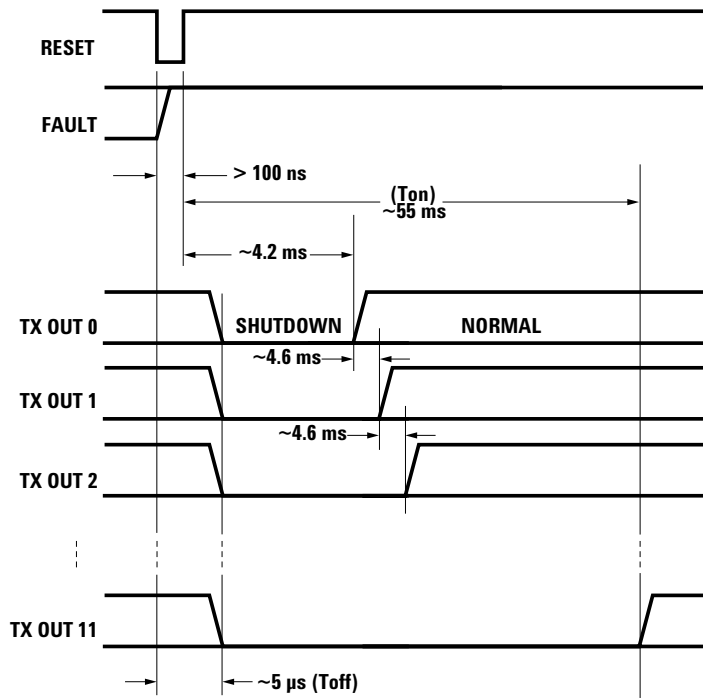 RESET
FAULT
> 100 ns
(Ton)
~55 ms
~4.2 ms
TX OUT 0
SHUTDOWN
NORMAL
~4.6 ms
TX OUT 1
~4.6 ms
TX OUT 2
TX OUT 11
~5 µs (Toff)